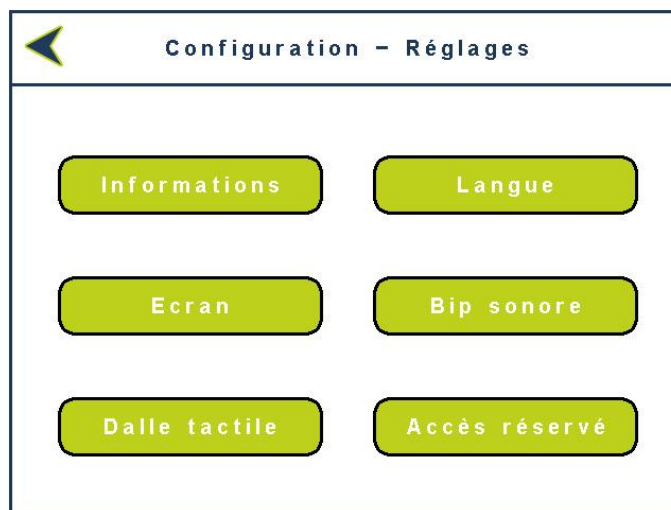 Configuration – Réglages
Informations
Langue
Ecran
Bip sonore
Dalle tactile
Accès réservé